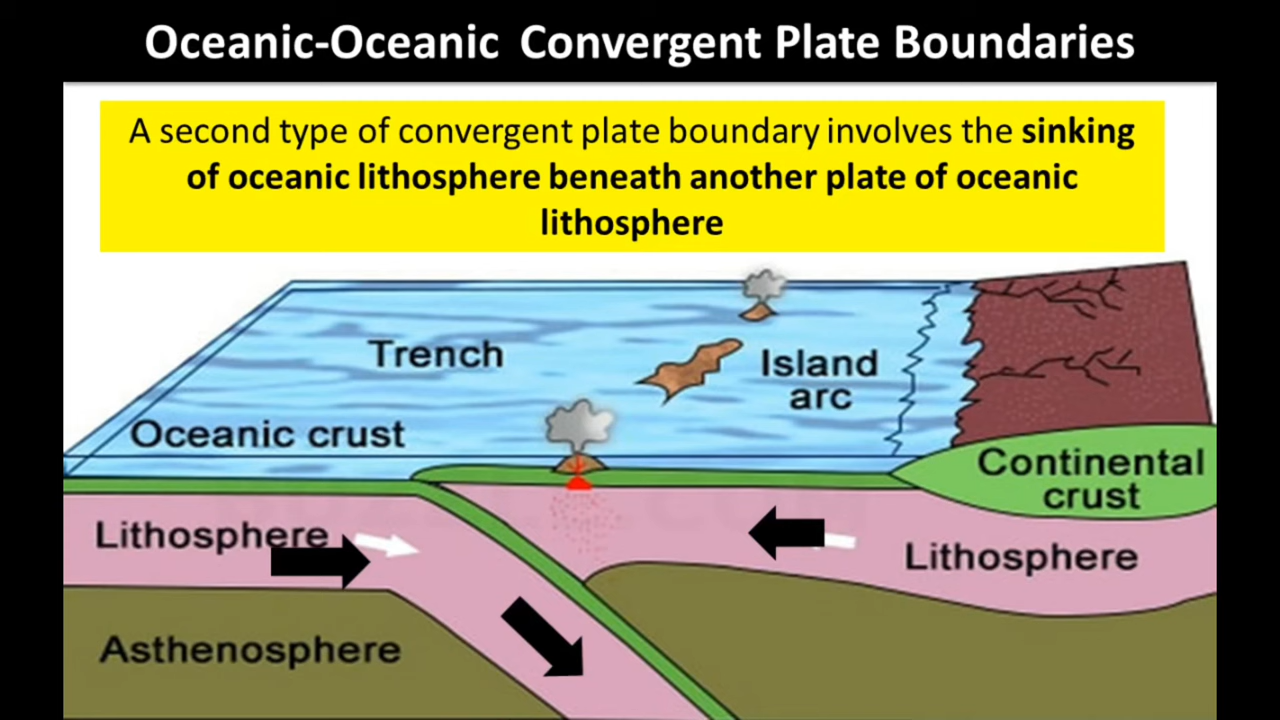 Oceanic-Oceanic Convergent Plate Boundaries
A second type of convergent plate boundary involves the sinking
of oceanic lithosphere beneath another plate of oceanic
lithosphere
Trench
Island
arc
Oceanic crust
Continental
crust
Lithosphere
Lithosphere
Asthenosphere